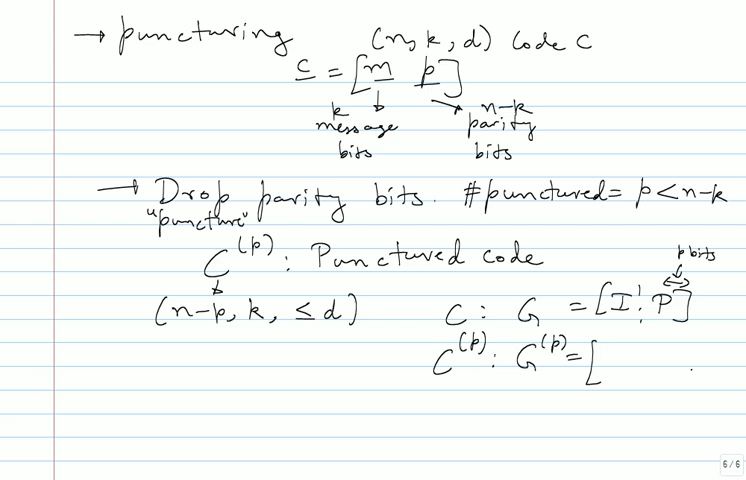 → puncturing (n, k, d) code C
c = [m p]
k message bits n-k parity bits
→ Drop parity bits. #punctured = p < n-k
"puncture"
C^(p) : Punctured code
p bits
(n-p, k, ≤ d) C : G = [I ¦ P]
C^(p) : G^(p) = [
6 / 6